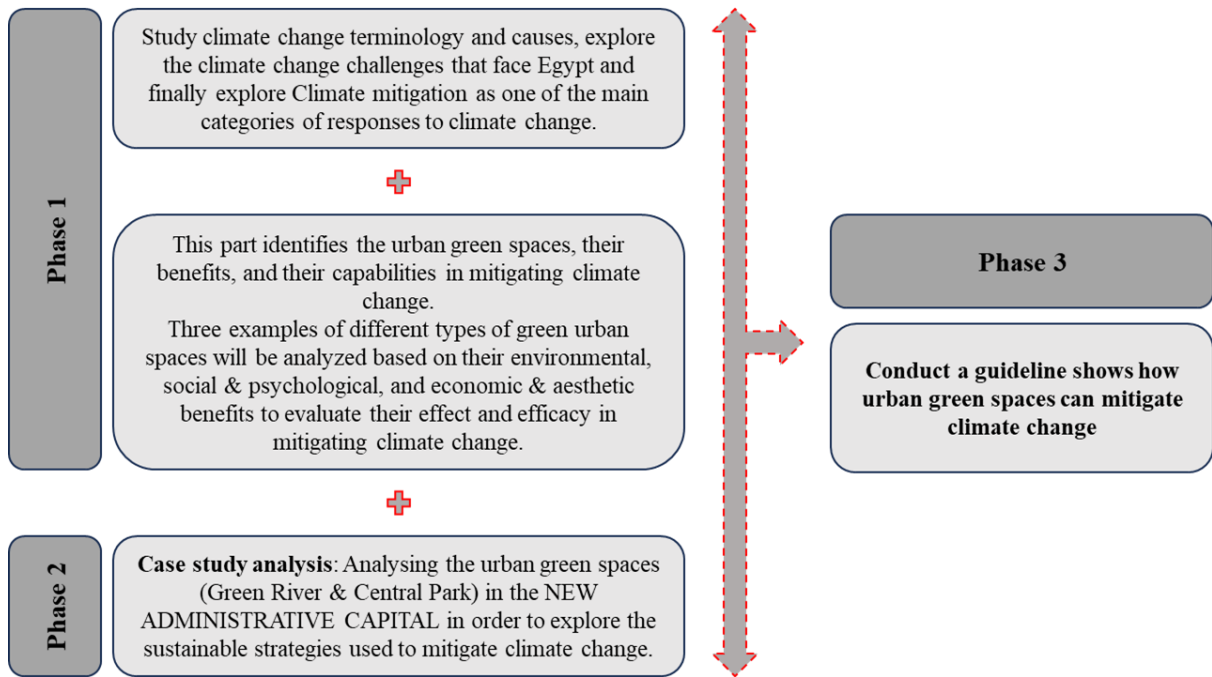 Phase 1
Study climate change terminology and causes, explore
the climate change challenges that face Egypt and
finally explore Climate mitigation as one of the main
categories of responses to climate change.
This part identifies the urban green spaces, their
benefits, and their capabilities in mitigating climate
change.
Three examples of different types of green urban
spaces will be analyzed based on their environmental,
social & psychological, and economic & aesthetic
benefits to evaluate their effect and efficacy in
mitigating climate change.
Phase 2
Case study analysis: Analysing the urban green spaces
(Green River & Central Park) in the NEW
ADMINISTRATIVE CAPITAL in order to explore the
sustainable strategies used to mitigate climate change.
Phase 3
Conduct a guideline shows how
urban green spaces can mitigate
climate change